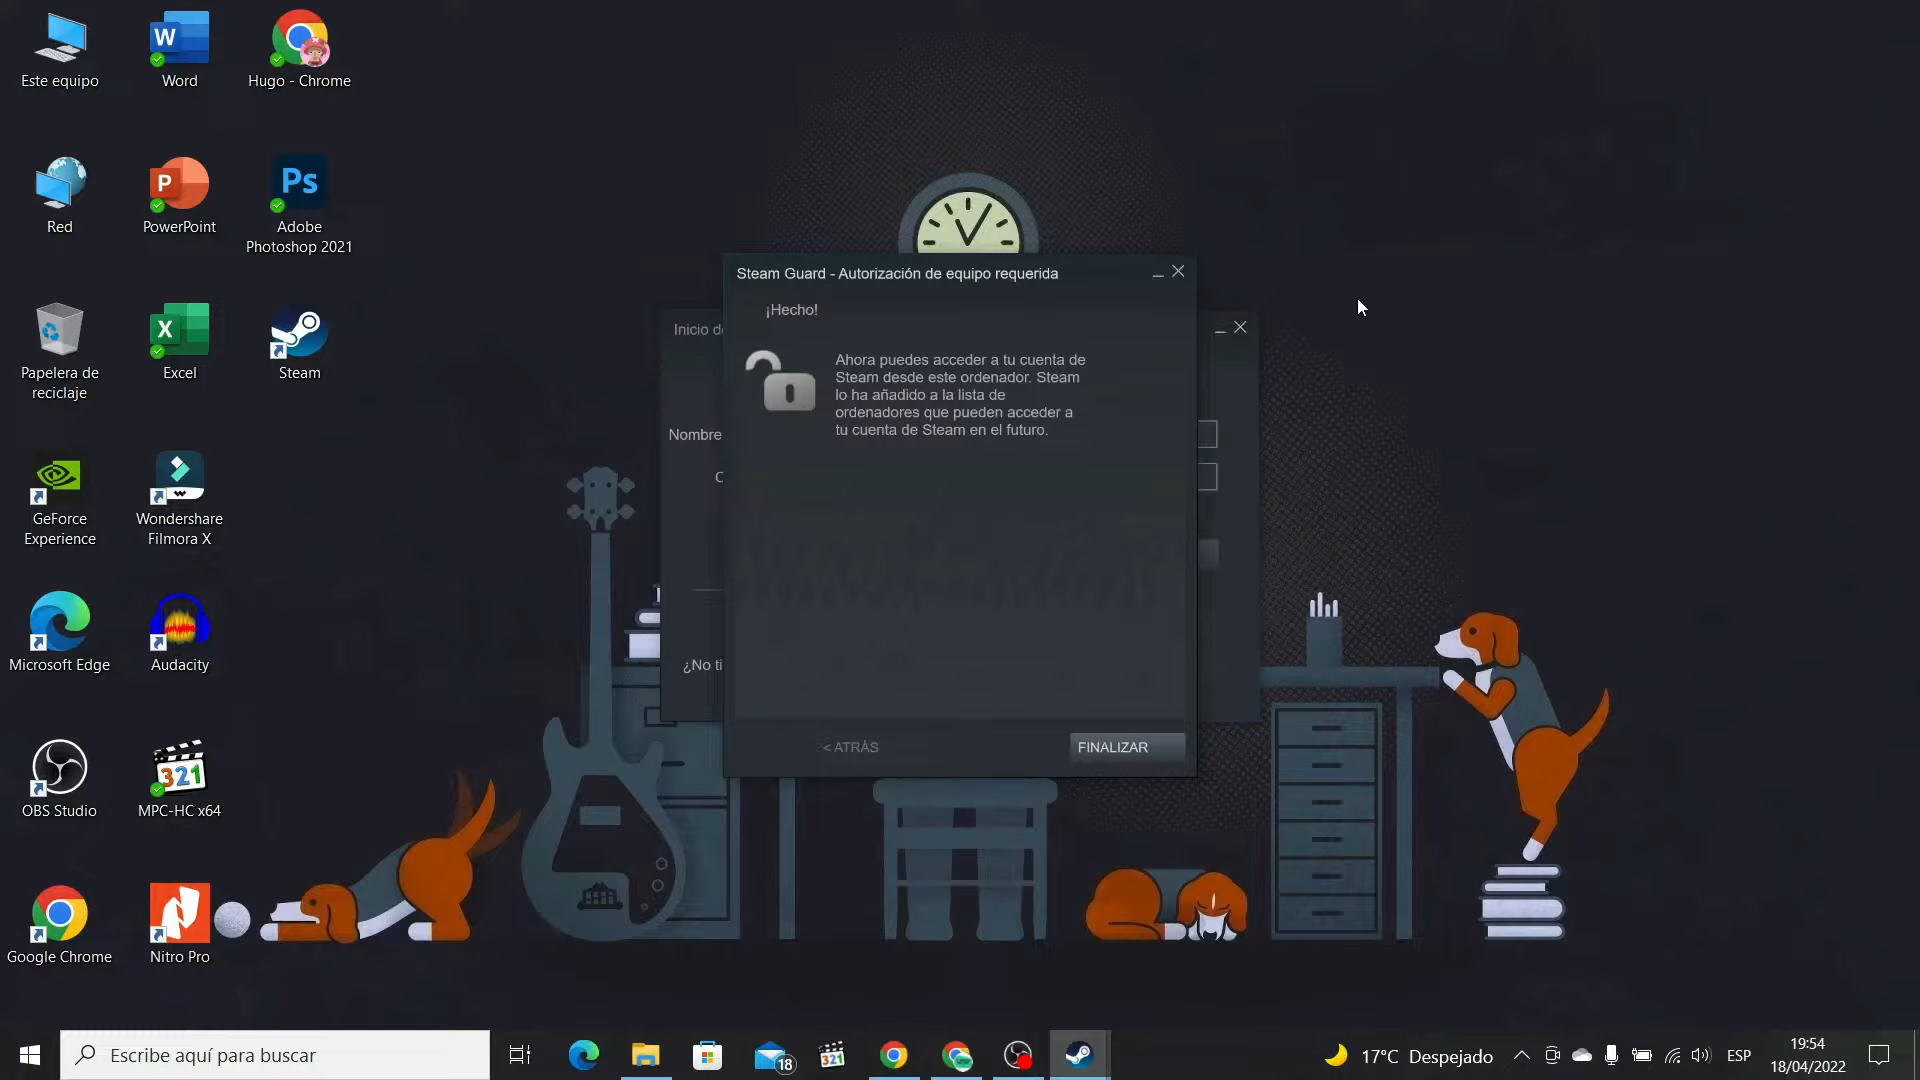 Este equipo
Word
Hugo - Chrome
Red
PowerPoint
Ps
Adobe
Photoshop 2021
Papelera de
reciclaje
Excel
Steam
GeForce
Experience
Wondershare
Filmora X
Microsoft Edge
Audacity
OBS Studio
321
MPC-HC x64
Google Chrome
Nitro Pro
Steam Guard - Autorización de equipo requerida
¡Hecho!
Ahora puedes acceder a tu cuenta de
Steam desde este ordenador. Steam
lo ha añadido a la lista de
ordenadores que pueden acceder a
tu cuenta de Steam en el futuro.
< ATRÁS
FINALIZAR
Inicio de
Nombre
C
¿No ti
Escribe aquí para buscar
18
321
17°C Despejado
ESP
19:54
18/04/2022